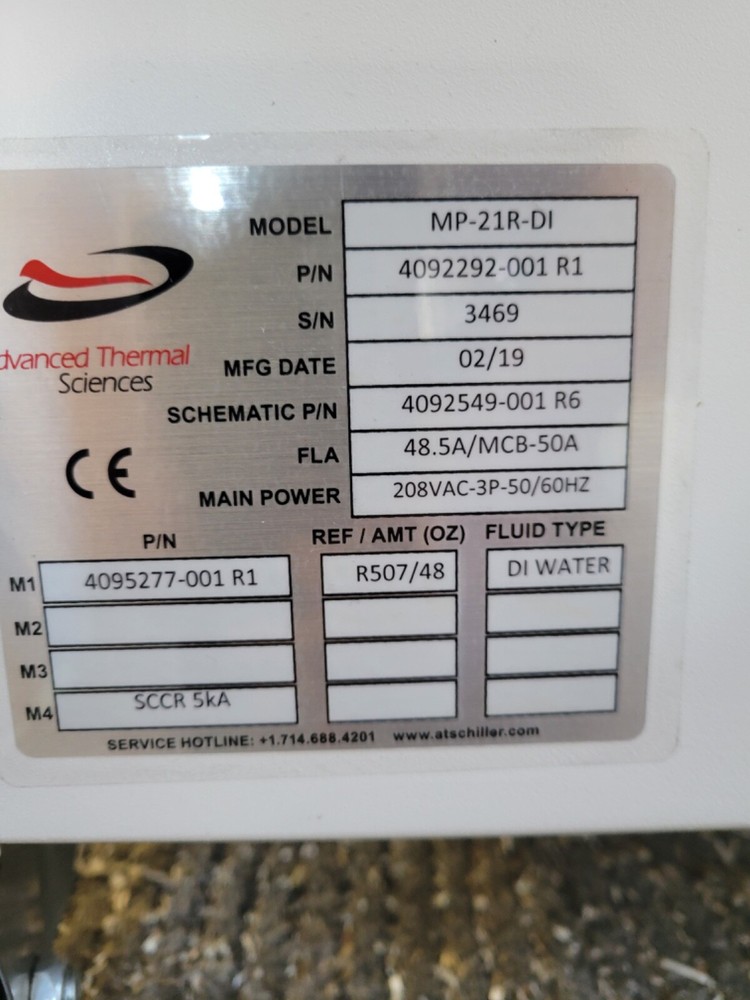 MODEL MP-21R-DI
P/N 4092292-001 R1
S/N 3469
dvanced Thermal
Sciences
MFG DATE 02/19
SCHEMATIC P/N 4092549-001 R6
CE
FLA 48.5A/MCB-50A
MAIN POWER 208VAC-3P-50/60HZ
P/N REF / AMT (OZ) FLUID TYPE
M1 4095277-001 R1 R507/48 DI WATER
M2
M3
M4 SCCR 5kA
SERVICE HOTLINE: +1.714.688.4201 www.atschiller.com